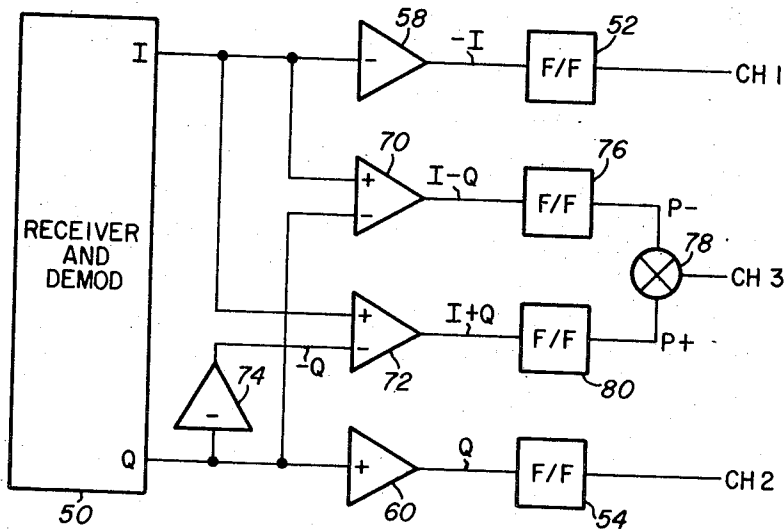 58
52
I
-
-I
F/F
CH 1
70
76
+
-
I-Q
F/F
P-
RECEIVER
AND
DEMOD
78
CH 3
+
-
I+Q
F/F
P+
74
-Q
72
80
-
Q
+
Q
F/F
CH 2
50
60
54